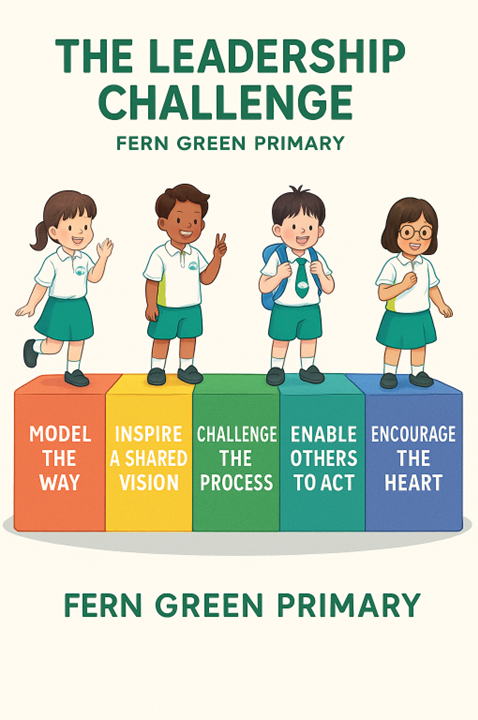 THE LEADERSHIP
CHALLENGE
FERN GREEN PRIMARY
MODEL
THE
WAY
INSPIRE
A SHARED
VISION
CHALLENGE
THE
PROCESS
ENABLE
OTHERS
TO ACT
ENCOURAGE
THE
HEART
FERN GREEN PRIMARY